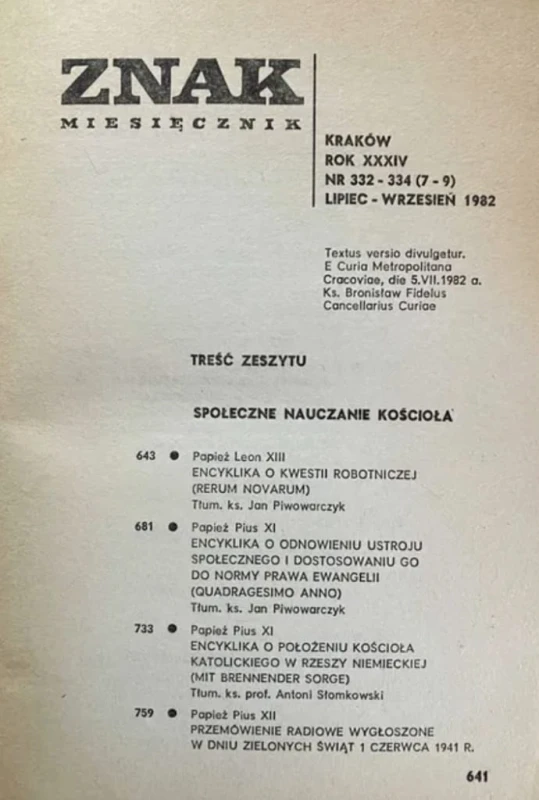 ZNAK
MIESIĘCZNIK
KRAKÓW
ROK XXXIV
NR 332 - 334 (7 - 9)
LIPIEC - WRZESIEŃ 1982
Textus versio divulgetur.
E Curia Metropolitana
Cracoviae, die 5.VII.1982 a.
Ks. Bronisław Fidelus
Cancellarius Curiae
TREŚĆ ZESZYTU
SPOŁECZNE NAUCZANIE KOŚCIOŁA
643 ● Papież Leon XIII
ENCYKLIKA O KWESTII ROBOTNICZEJ
(RERUM NOVARUM)
Tłum. ks. Jan Piwowarczyk
681 ● Papież Pius XI
ENCYKLIKA O ODNOWIENIU USTROJU
SPOŁECZNEGO I DOSTOSOWANIU GO
DO NORMY PRAWA EWANGELII
(QUADRAGESIMO ANNO)
Tłum. ks. Jan Piwowarczyk
733 ● Papież Pius XI
ENCYKLIKA O POŁOŻENIU KOŚCIOŁA
KATOLICKIEGO W RZESZY NIEMIECKIEJ
(MIT BRENNENDER SORGE)
Tłum. ks. prof. Antoni Słomkowski
759 ● Papież Pius XII
PRZEMÓWIENIE RADIOWE WYGŁOSZONE
W DNIU ZIELONYCH ŚWIĄT 1 CZERWCA 1941 R.
641